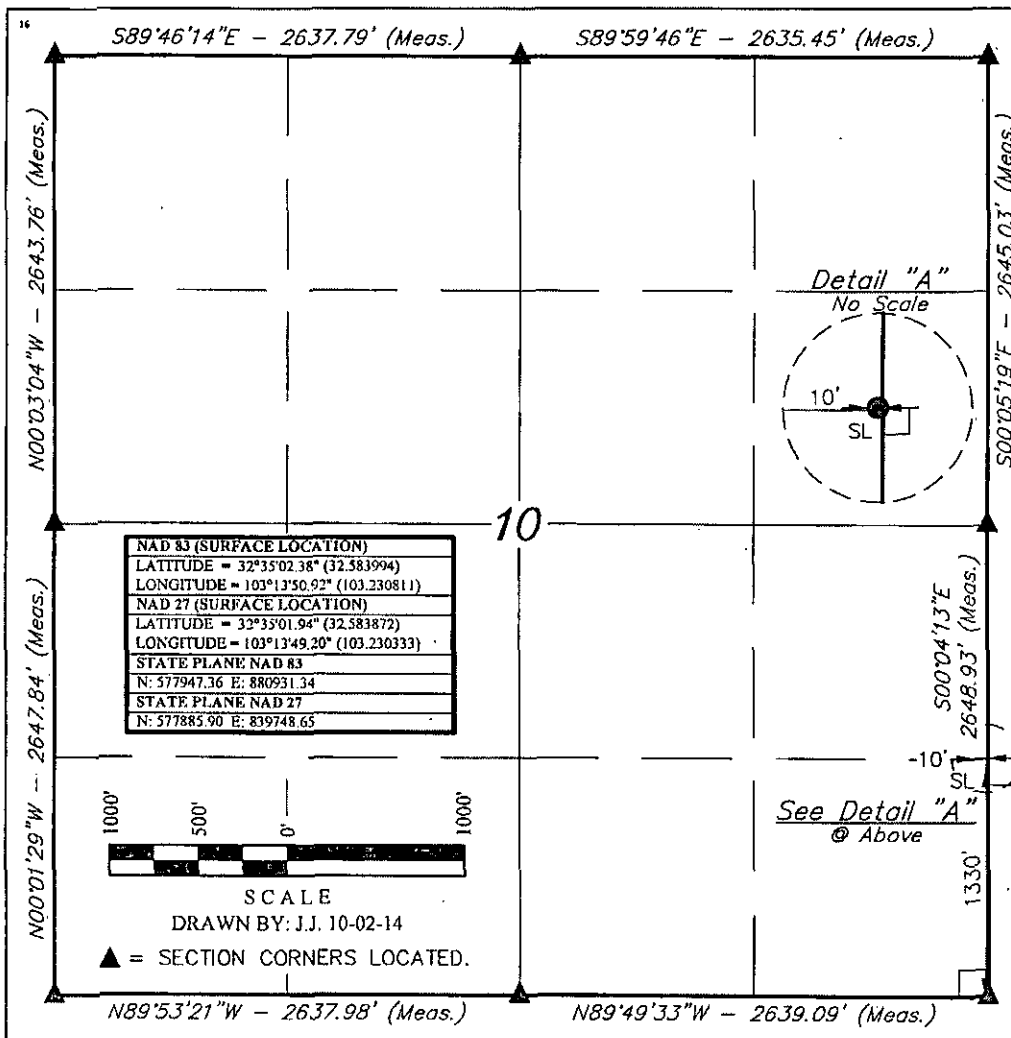 16
S89°46'14"E – 2637.79' (Meas.)
S89°59'46"E – 2635.45' (Meas.)
N00°03'04"W – 2643.76' (Meas.)
S00°05'19"E – 2645.03' (Meas.)
Detail "A"
No Scale
10'
SL
10
NAD 83 (SURFACE LOCATION)
LATITUDE = 32°35'02.38" (32.583994)
LONGITUDE = 103°13'50.92" (103.230811)
NAD 27 (SURFACE LOCATION)
LATITUDE = 32°35'01.94" (32.583872)
LONGITUDE = 103°13'49.20" (103.230333)
STATE PLANE NAD 83
N: 577947.36 E: 880931.34
STATE PLANE NAD 27
N: 577885.90 E: 839748.65
N00°01'29"W – 2647.84' (Meas.)
S00°04'13"E
2648.93' (Meas.)
-10'
SL
See Detail "A"
@ Above
1330'
1000'
500'
0'
1000'
SCALE
DRAWN BY: J.J. 10-02-14
▲ = SECTION CORNERS LOCATED.
N89°53'21"W – 2637.98' (Meas.)
N89°49'33"W – 2639.09' (Meas.)